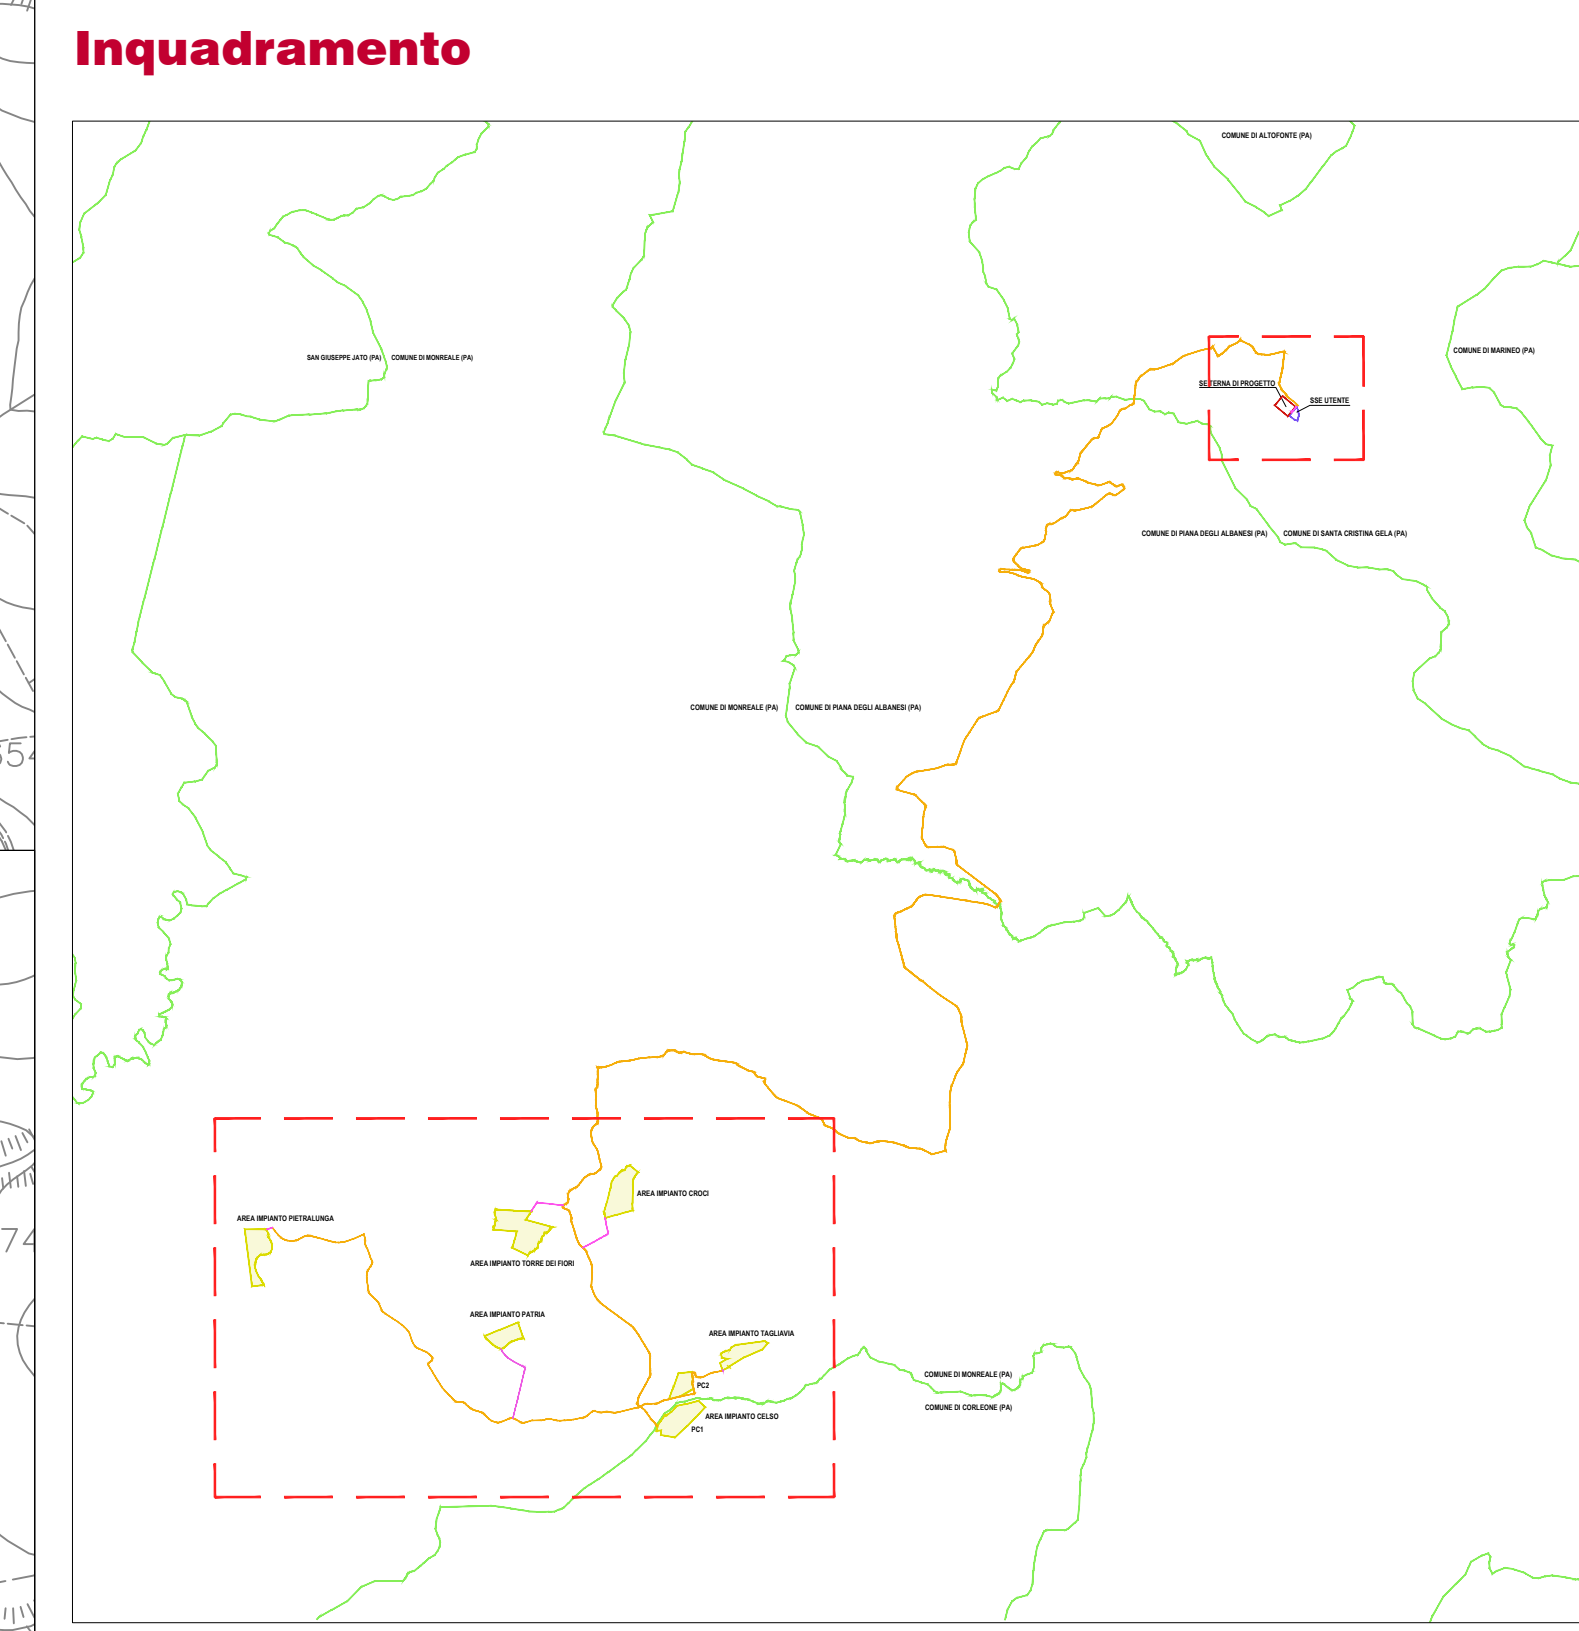 Inquadramento
COMUNE DI ALTOFONTE (PA)
SAN GIUSEPPE JATO (PA)
COMUNE DI MONREALE (PA)
COMUNE DI MARINEO (PA)
SE TERNA DI PROGETTO
SSE UTENTE
COMUNE DI PIANA DEGLI ALBANESI (PA)
COMUNE DI SANTA CRISTINA GELA (PA)
COMUNE DI MONREALE (PA)
COMUNE DI PIANA DEGLI ALBANESI (PA)
AREA IMPIANTO CROCI
AREA IMPIANTO PIETRALUNGA
AREA IMPIANTO TORRE DEI FIORI
AREA IMPIANTO PATRIA
AREA IMPIANTO TAGLIAVIA
COMUNE DI MONREALE (PA)
PC2
COMUNE DI CORLEONE (PA)
AREA IMPIANTO CELSO
PC1